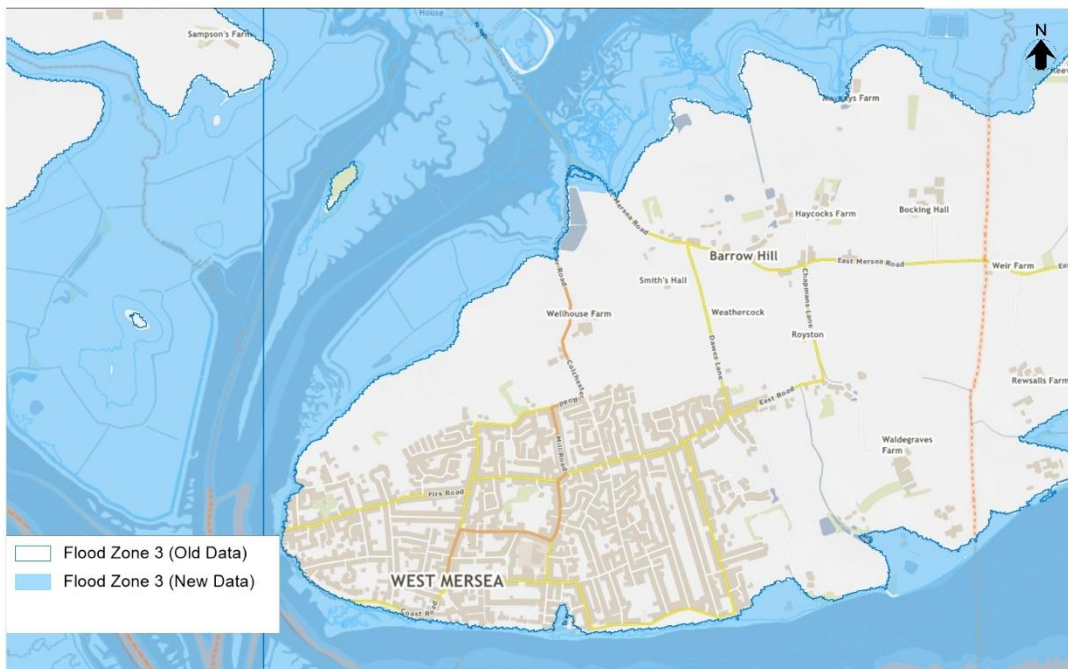 House
Sampson's Farm
N
Farm
Mersea Road
Haycocks Farm
Bocking Hall
Barrow Hill
East Mersea Road
Weir Farm
Smith's Hall
Road
Wellhouse Farm
Weathercock
Chapmans Lane
Royston
Dawes Lane
Colchester
Road
Rewsalls Farm
East Road
Mill Road
Waldegraves
Farm
Firs Road
Flood Zone 3 (Old Data)
Flood Zone 3 (New Data)
WEST MERSEA
Coast Road